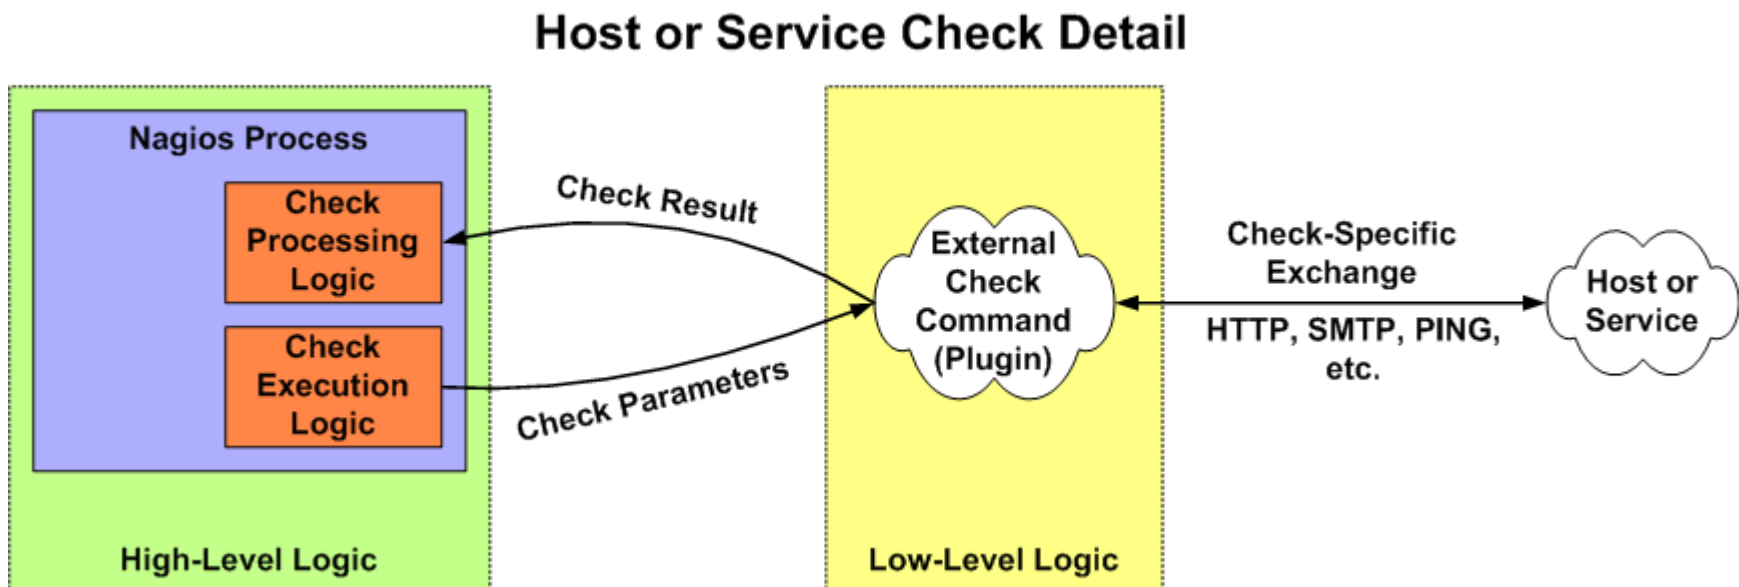 Host or Service Check Detail
Nagios Process
Check
Processing
Logic
Check
Execution
Logic
High-Level Logic
Check Result
Check Parameters
External
Check
Command
(Plugin)
Low-Level Logic
Check-Specific
Exchange
HTTP, SMTP, PING,
etc.
Host or
Service